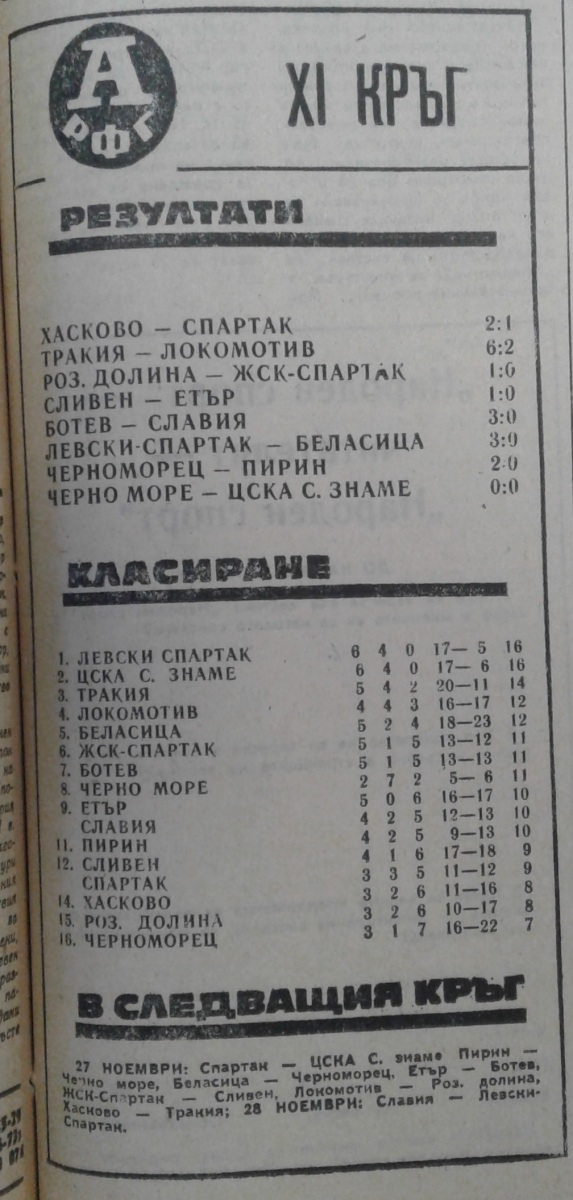 А
РФГ
XI КРЪГ
РЕЗУЛТАТИ
ХАСКОВО — СПАРТАК 2:1
ТРАКИЯ — ЛОКОМОТИВ 6:2
РОЗ. ДОЛИНА — ЖСК-СПАРТАК 1:0
СЛИВЕН — ЕТЪР 1:0
БОТЕВ — СЛАВИЯ 3:0
ЛЕВСКИ-СПАРТАК — БЕЛАСИЦА 3:0
ЧЕРНОМОРЕЦ — ПИРИН 2:0
ЧЕРНО МОРЕ — ЦСКА С. ЗНАМЕ 0:0
КЛАСИРАНЕ
1. ЛЕВСКИ СПАРТАК 6 4 0 17— 5 16
2. ЦСКА С. ЗНАМЕ 6 4 0 17— 6 16
3. ТРАКИЯ 5 4 2 20—11 14
4. ЛОКОМОТИВ 4 4 3 16—17 12
5. БЕЛАСИЦА 5 2 4 18—23 12
6. ЖСК-СПАРТАК 5 1 5 13—12 11
7. БОТЕВ 5 1 5 13—13 11
8. ЧЕРНО МОРЕ 2 7 2 5— 6 11
9. ЕТЪР 5 0 6 16—17 10
СЛАВИЯ 4 2 5 12—13 10
11. ПИРИН 4 2 5 9—13 10
12. СЛИВЕН 4 1 6 17—18 9
СПАРТАК 3 3 5 11—12 9
14. ХАСКОВО 3 2 6 11—16 8
15. РОЗ. ДОЛИНА 3 2 6 10—17 8
16. ЧЕРНОМОРЕЦ 3 1 7 16—22 7
В СЛЕДВАЩИЯ КРЪГ
27 НОЕМВРИ: Спартак — ЦСКА С. знаме Пирин —
Черно море, Беласица — Черноморец, Етър — Ботев,
ЖСК-Спартак — Сливен, Локомотив — Роз. долина,
Хасково — Тракия; 28 НОЕМВРИ: Славия — Левски-
Спартак.